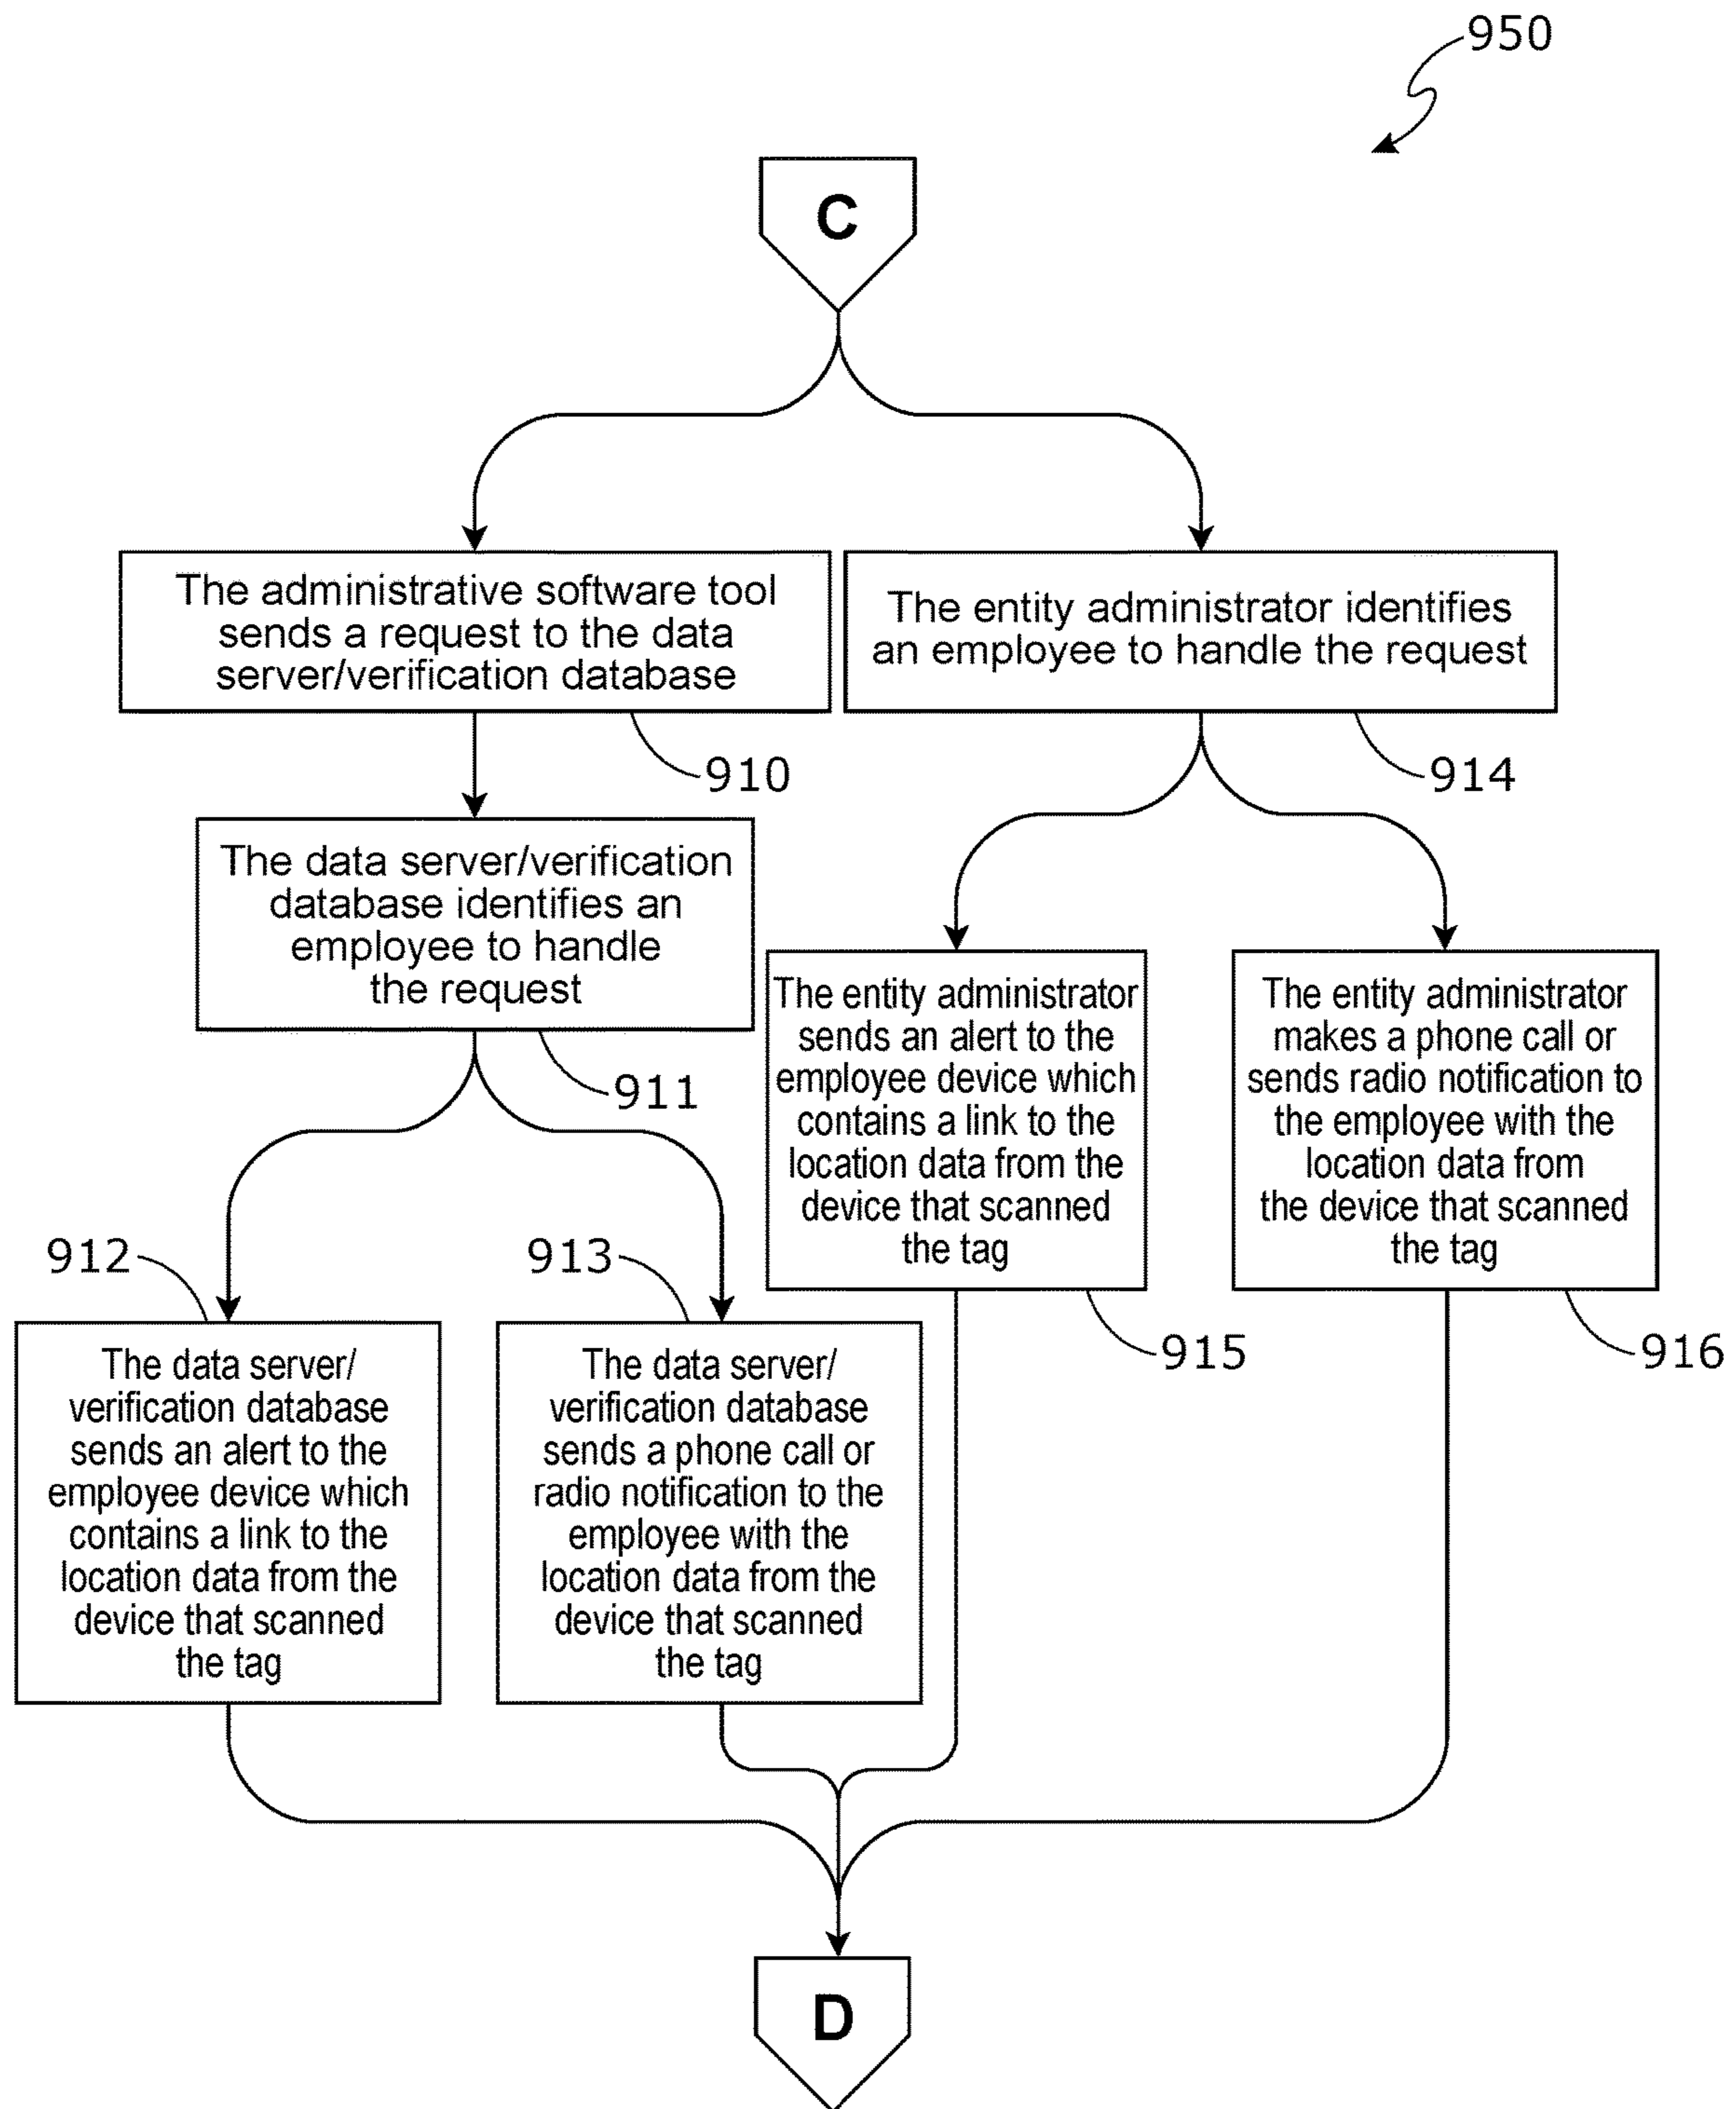 950
C
The administrative software tool
sends a request to the data
server/verification database
910
The entity administrator identifies
an employee to handle the request
914
The data server/verification
database identifies an
employee to handle
the request
911
The entity administrator
sends an alert to the
employee device which
contains a link to the
location data from the
device that scanned
the tag
915
The entity administrator
makes a phone call or
sends radio notification to
the employee with the
location data from
the device that scanned
the tag
916
912
The data server/
verification database
sends an alert to the
employee device which
contains a link to the
location data from the
device that scanned
the tag
913
The data server/
verification database
sends a phone call or
radio notification to the
employee with the
location data from the
device that scanned
the tag
D